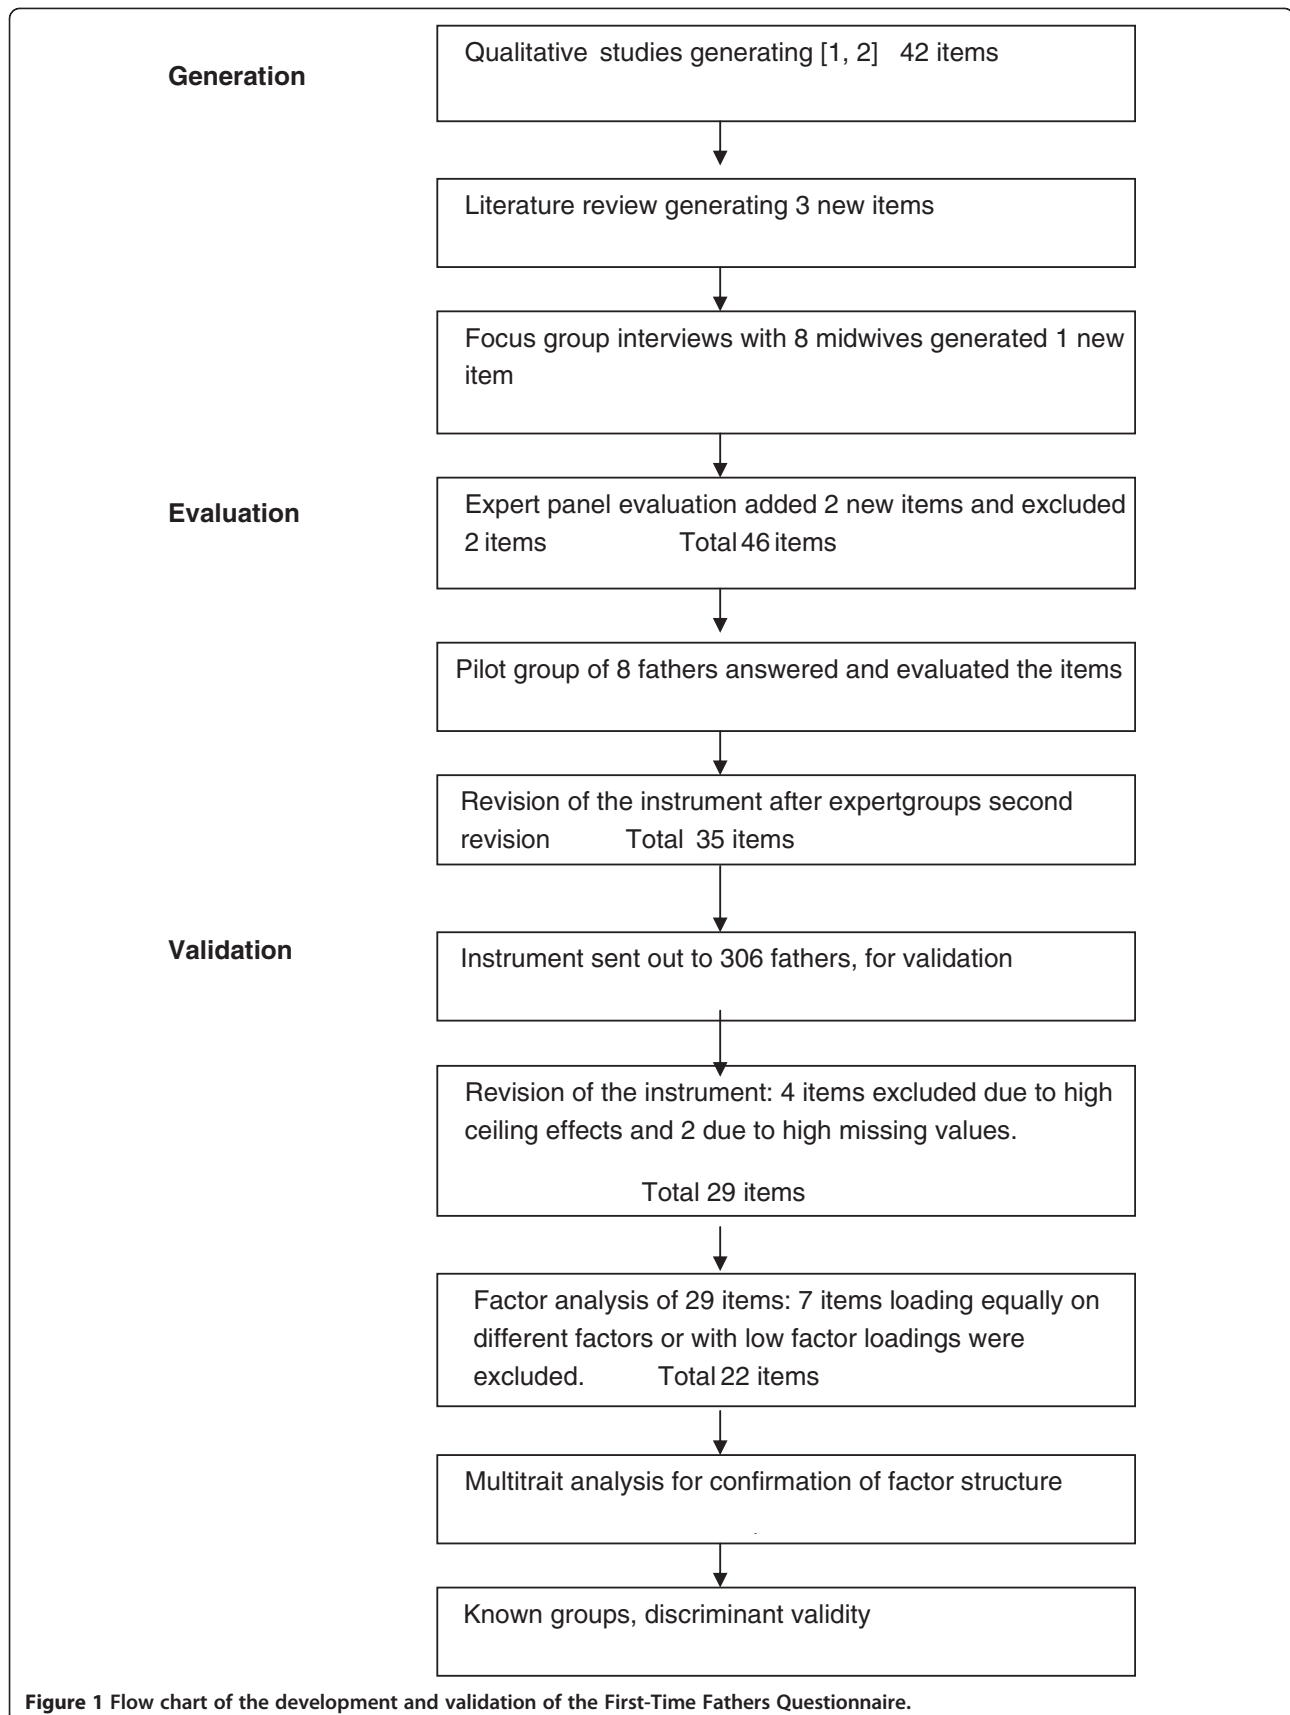 Generation
Qualitative studies generating [1, 2] 42 items
Literature review generating 3 new items
Focus group interviews with 8 midwives generated 1 new
item
Evaluation
Expert panel evaluation added 2 new items and excluded
2 items Total 46 items
Pilot group of 8 fathers answered and evaluated the items
Revision of the instrument after expertgroups second
revision Total 35 items
Validation
Instrument sent out to 306 fathers, for validation
Revision of the instrument: 4 items excluded due to high
ceiling effects and 2 due to high missing values.
Total 29 items
Factor analysis of 29 items: 7 items loading equally on
different factors or with low factor loadings were
excluded. Total 22 items
Multitrait analysis for confirmation of factor structure
Known groups, discriminant validity
Figure 1 Flow chart of the development and validation of the First-Time Fathers Questionnaire.